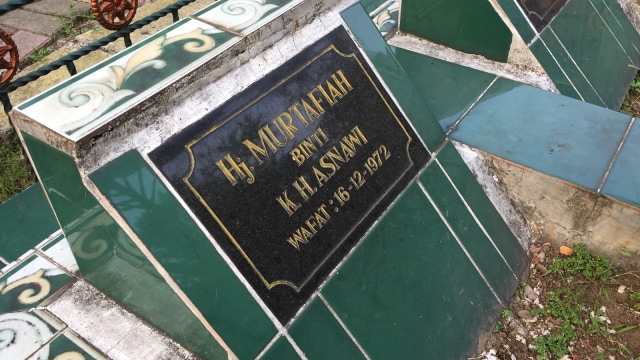 Hj. MURTAFIAH
BINTI
K.H. ASNAWI
WAFAT : 16-12-1972